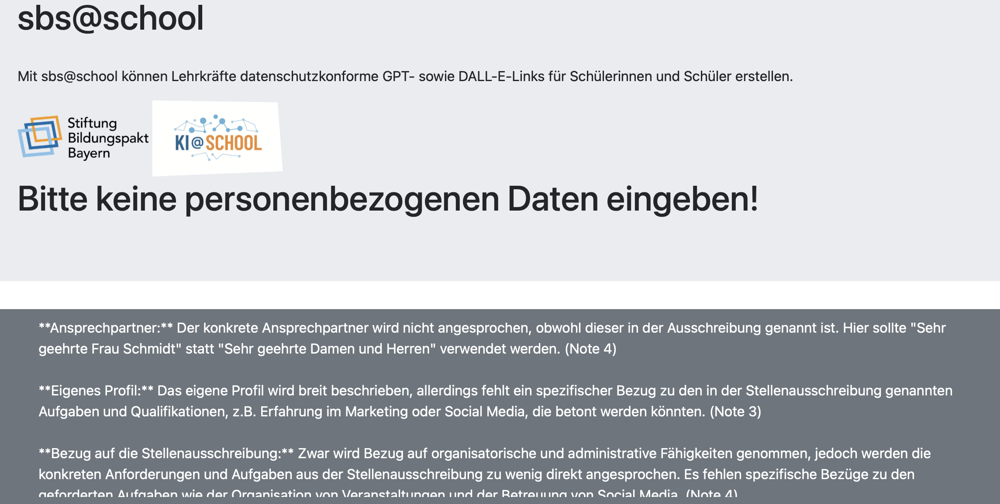 sbs@school
Mit sbs@school können Lehrkräfte datenschutzkonforme GPT- sowie DALL-E-Links für Schülerinnen und Schüler erstellen.
Stiftung
Bildungspakt
Bayern
KI@SCHOOL
Bitte keine personenbezogenen Daten eingeben!
**Ansprechpartner:** Der konkrete Ansprechpartner wird nicht angesprochen, obwohl dieser in der Ausschreibung genannt ist. Hier sollte "Sehr
geehrte Frau Schmidt" statt "Sehr geehrte Damen und Herren" verwendet werden. (Note 4)
**Eigenes Profil:** Das eigene Profil wird breit beschrieben, allerdings fehlt ein spezifischer Bezug zu den in der Stellenausschreibung genannten
Aufgaben und Qualifikationen, z.B. Erfahrung im Marketing oder Social Media, die betont werden könnten. (Note 3)
**Bezug auf die Stellenausschreibung:** Zwar wird Bezug auf organisatorische und administrative Fähigkeiten genommen, jedoch werden die
konkreten Anforderungen und Aufgaben aus der Stellenausschreibung zu wenig direkt angesprochen. Es fehlen spezifische Bezüge zu den
geforderten Aufgaben wie der Organisation von Veranstaltungen und der Betreuung von Social Media. (Note 4)